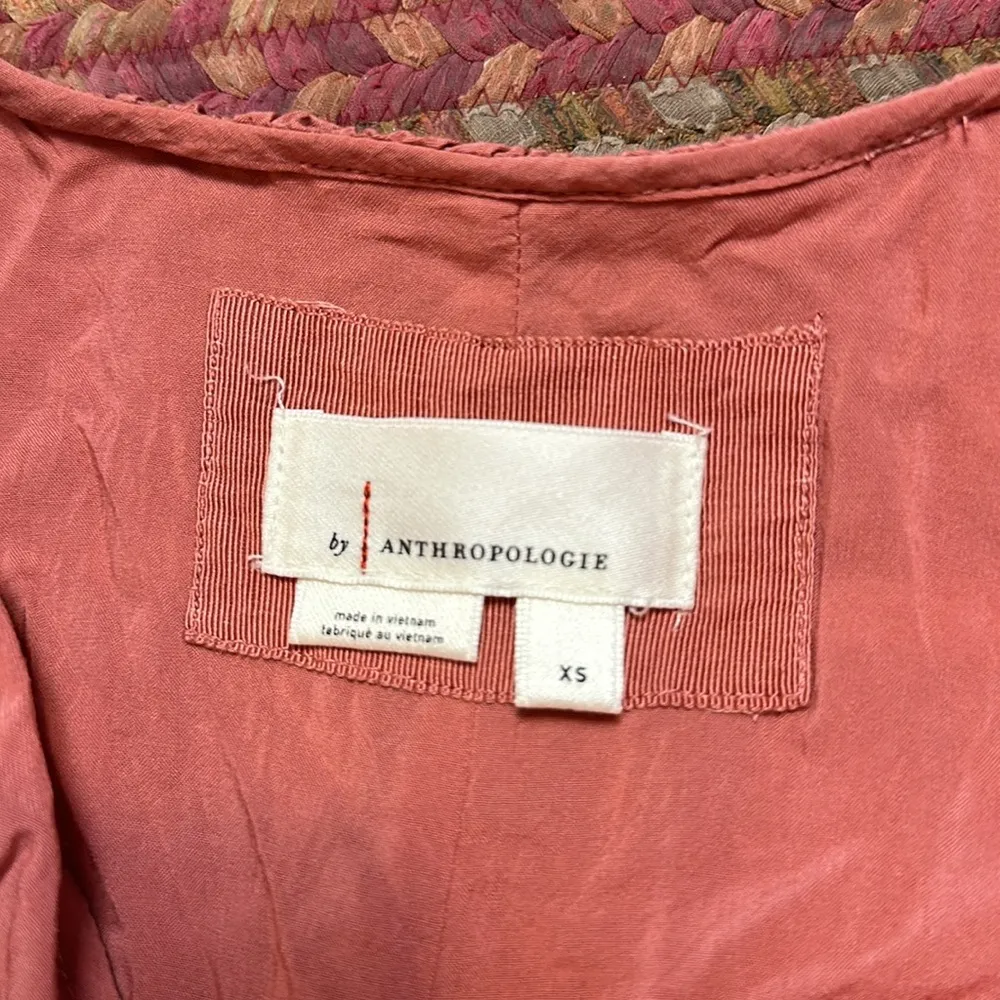 by ANTHROPOLOGIE
made in vietnam
fabriqué au vietnam
XS